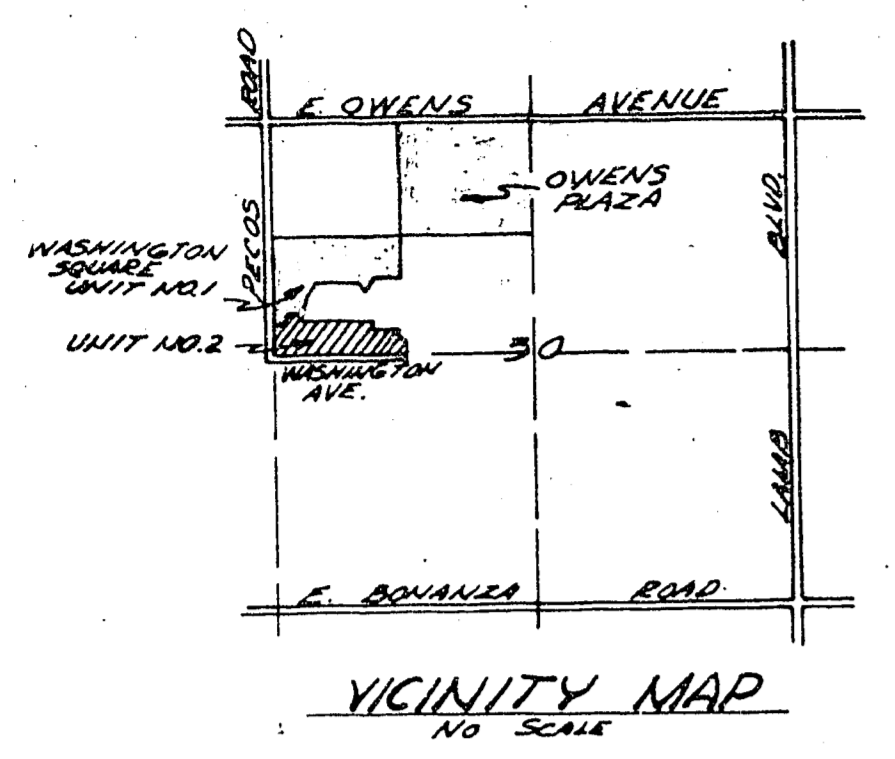 E. OWENS AVENUE
PECOS ROAD
OWENS
PLAZA
BLVD.
WASHINGTON
SQUARE
UNIT NO.1
UNIT NO.2
30
WASHINGTON
AVE.
LAMB
E. BONANZA ROAD
VICINITY MAP
NO SCALE